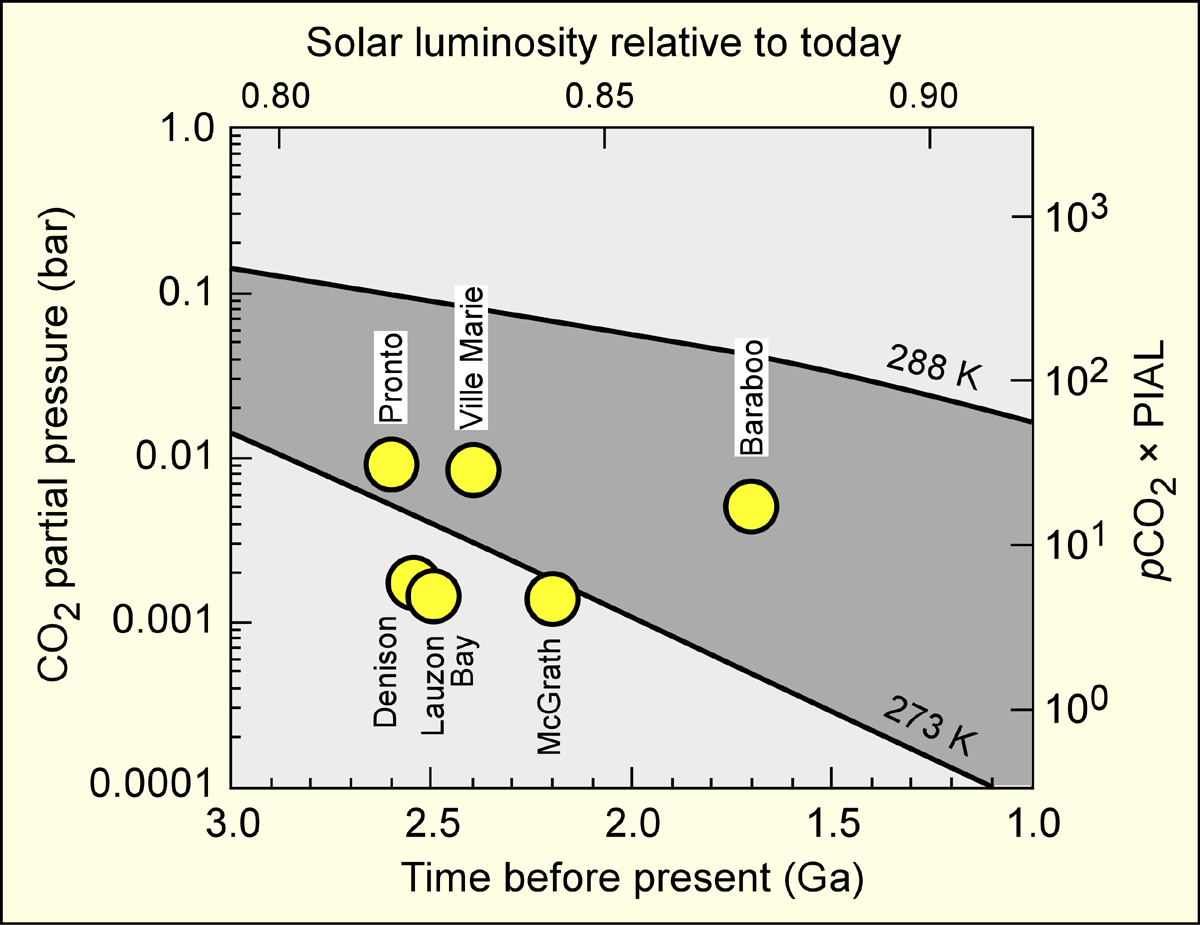 Solar luminosity relative to today
0.80 0.85 0.90
1.0
0.1
0.01
0.001
0.0001
CO2 partial pressure (bar)
10³
10²
10¹
10⁰
pCO2 × PIAL
288 K
273 K
Pronto
Ville Marie
Baraboo
Denison
Lauzon
Bay
McGrath
3.0 2.5 2.0 1.5 1.0
Time before present (Ga)